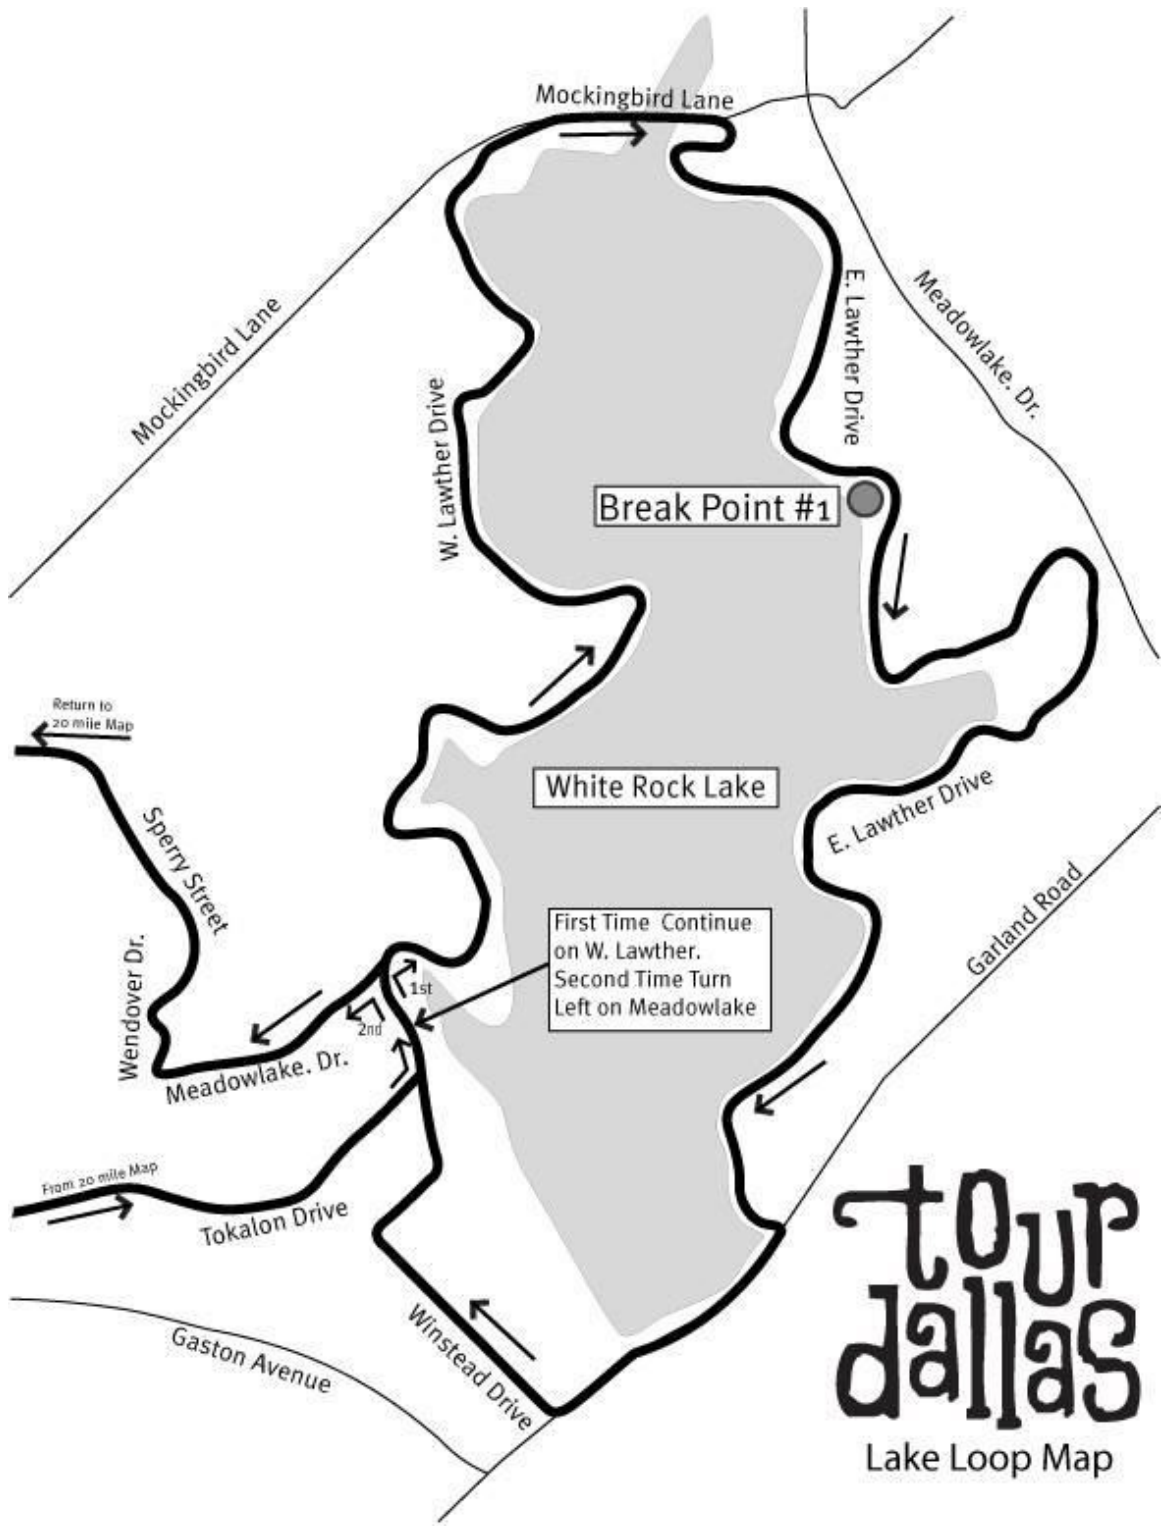 Mockingbird Lane
Mockingbird Lane
E. Lawther Drive
Meadowlake. Dr.
W. Lawther Drive
Break Point #1
Return to
20 mile Map
White Rock Lake
E. Lawther Drive
Sperry Street
Garland Road
First Time Continue
on W. Lawther.
Second Time Turn
Left on Meadowlake
Wendover Dr.
1st
2nd
Meadowlake. Dr.
From 20 mile Map
Tokalon Drive
Winstead Drive
Gaston Avenue
tour
dallas
Lake Loop Map